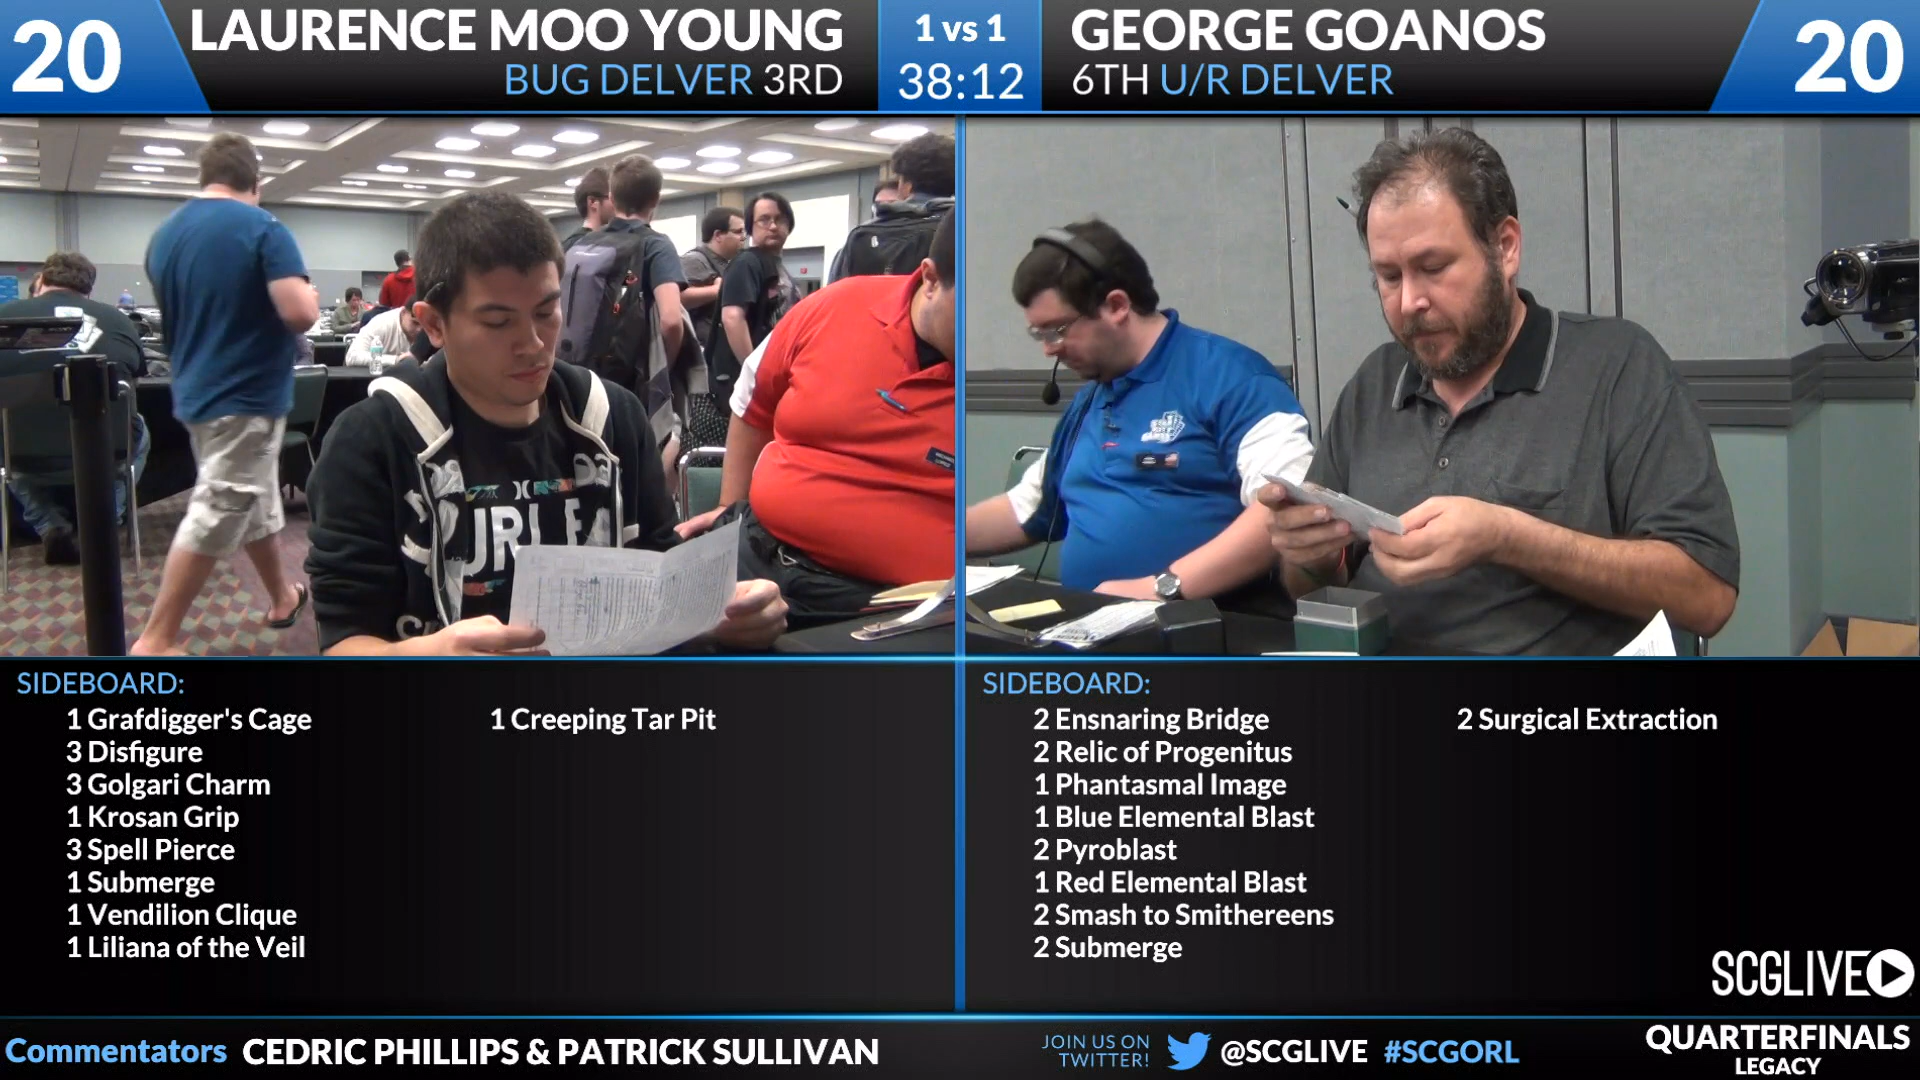 20
LAURENCE MOO YOUNG
BUG DELVER 3RD
1 vs 1
38:12
GEORGE GOANOS
6TH U/R DELVER
20
SIDEBOARD:
1 Grafdigger's Cage
3 Disfigure
3 Golgari Charm
1 Krosan Grip
3 Spell Pierce
1 Submerge
1 Vendilion Clique
1 Liliana of the Veil
1 Creeping Tar Pit
SIDEBOARD:
2 Ensnaring Bridge
2 Relic of Progenitus
1 Phantasmal Image
1 Blue Elemental Blast
2 Pyroblast
1 Red Elemental Blast
2 Smash to Smithereens
2 Submerge
2 Surgical Extraction
SCGLIVE
Commentators CEDRIC PHILLIPS & PATRICK SULLIVAN
JOIN US ON
TWITTER!
@SCGLIVE #SCGORL
QUARTERFINALS
LEGACY